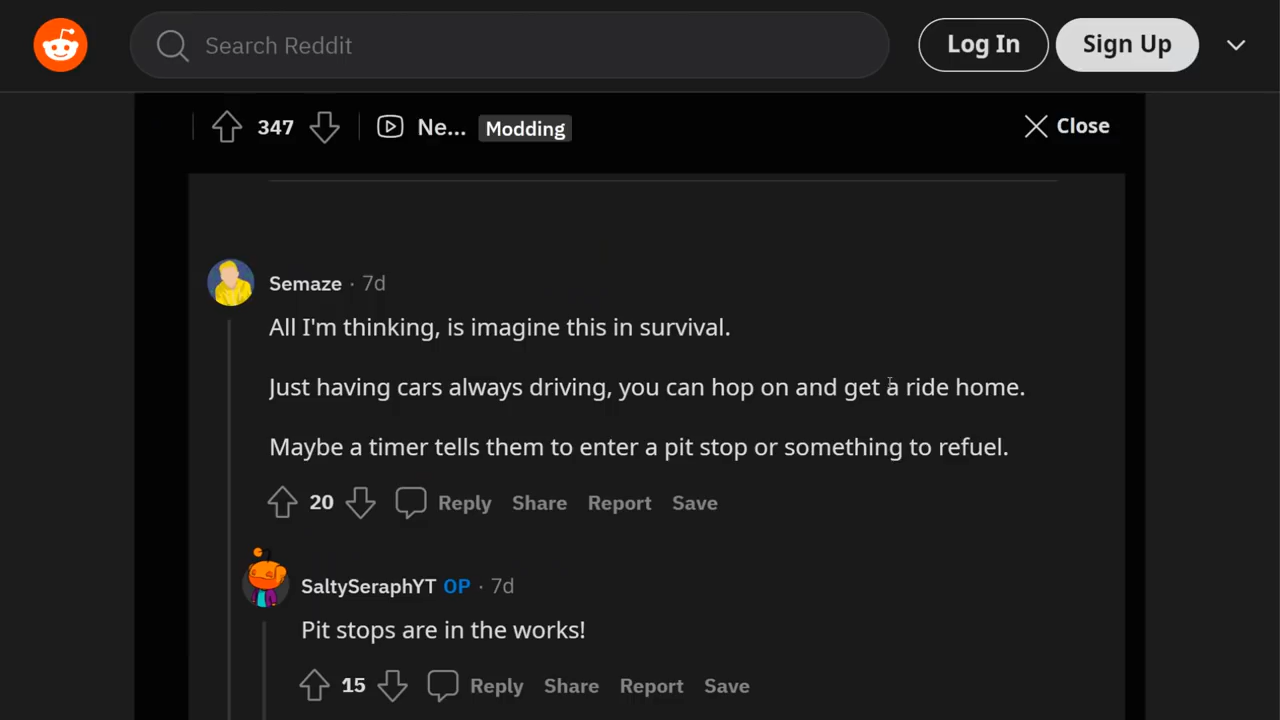 Search Reddit
Log In
Sign Up
347
Ne...
Modding
Close
Semaze · 7d
All I'm thinking, is imagine this in survival.
Just having cars always driving, you can hop on and get a ride home.
Maybe a timer tells them to enter a pit stop or something to refuel.
20
Reply
Share
Report
Save
SaltySeraphYT OP · 7d
Pit stops are in the works!
15
Reply
Share
Report
Save